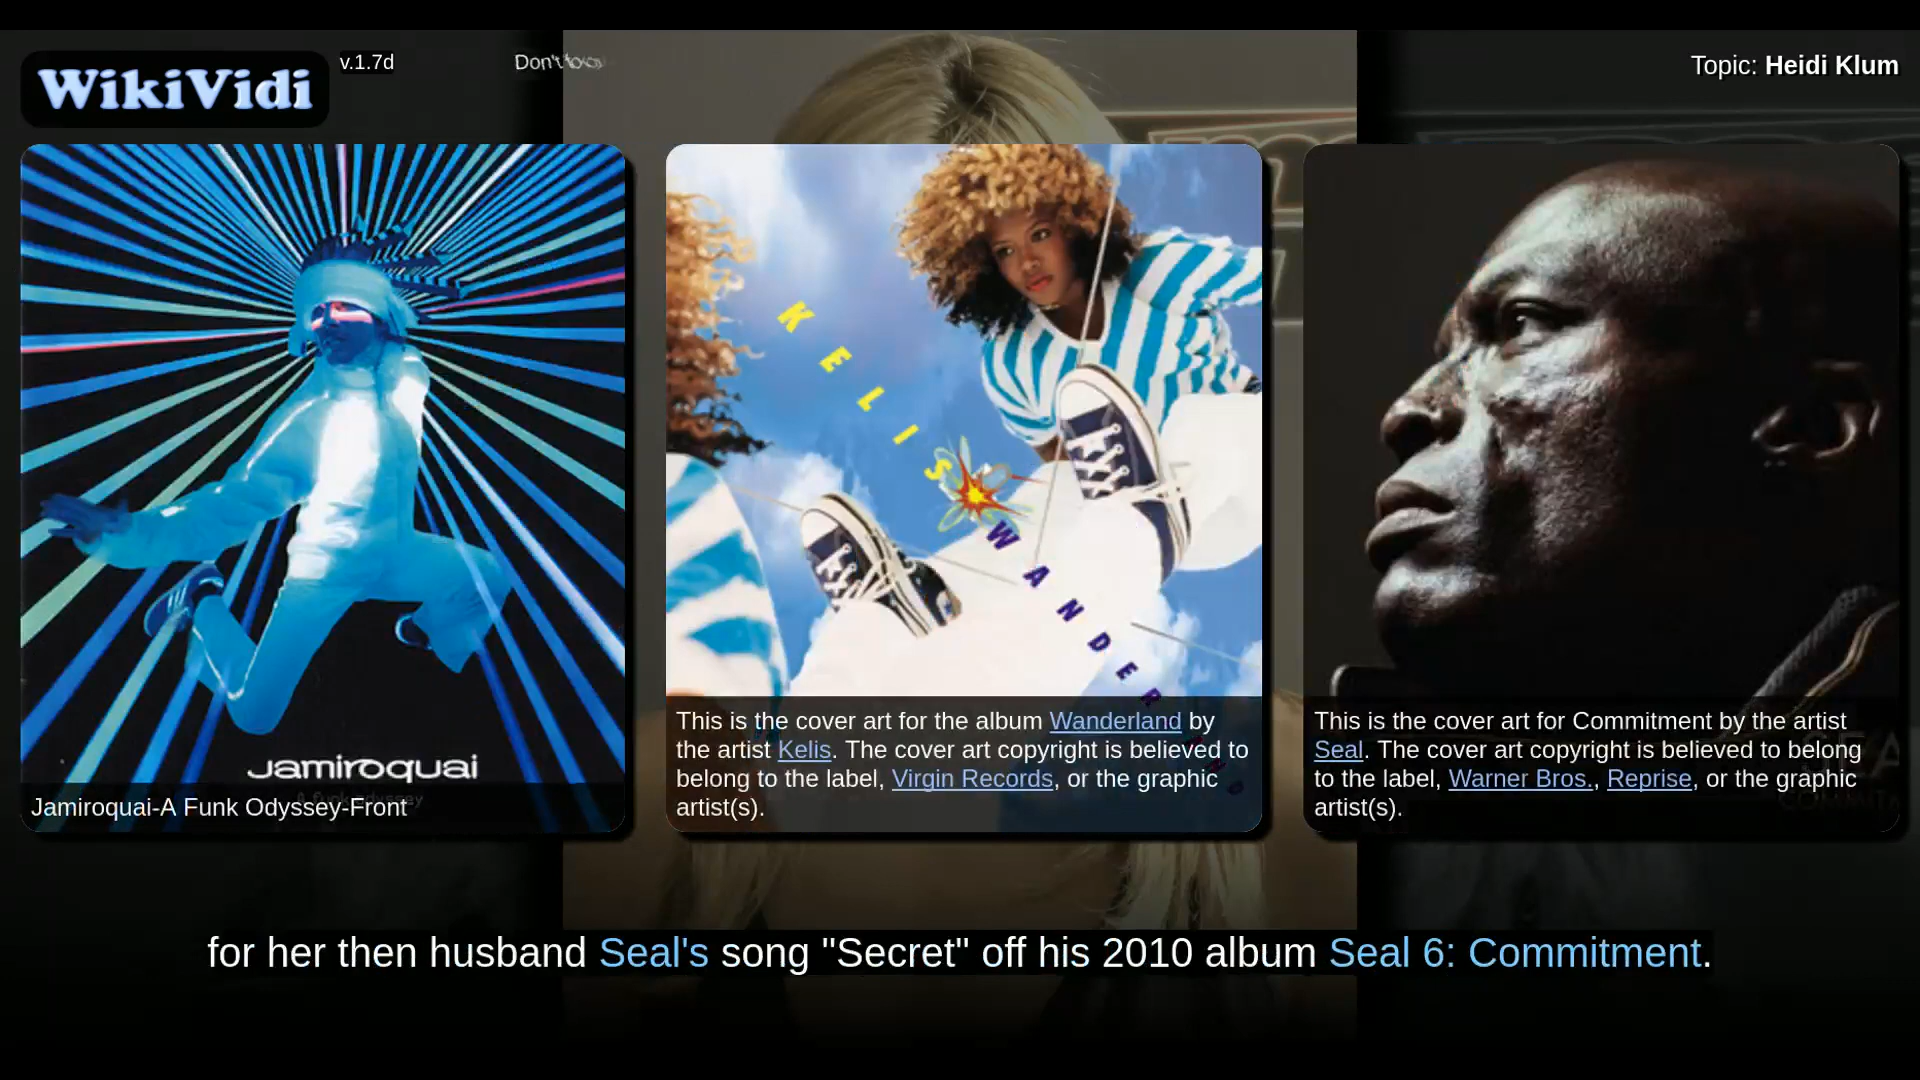 WikiVidi
v.1.7d
Don't
Topic: Heidi Klum
KELIS
WANDER
jamiroquai
Jamiroquai-A Funk Odyssey-Front
This is the cover art for the album Wanderland by
the artist Kelis. The cover art copyright is believed to
belong to the label, Virgin Records, or the graphic
artist(s).
This is the cover art for Commitment by the artist
Seal. The cover art copyright is believed to belong
to the label, Warner Bros., Reprise, or the graphic
artist(s).
for her then husband Seal's song "Secret" off his 2010 album Seal 6: Commitment.